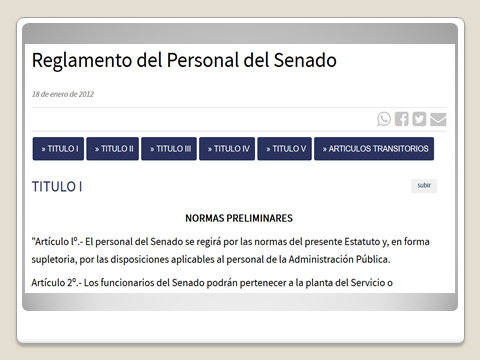 Reglamento del Personal del Senado
18 de enero de 2012
» TITULO I » TITULO II » TITULO III » TITULO IV » TITULO V » ARTICULOS TRANSITORIOS
TITULO I
subir
NORMAS PRELIMINARES
"Artículo lº.- El personal del Senado se regirá por las normas del presente Estatuto y, en forma
supletoria, por las disposiciones aplicables al personal de la Administración Pública.
Artículo 2º.- Los funcionarios del Senado podrán pertenecer a la planta del Servicio o